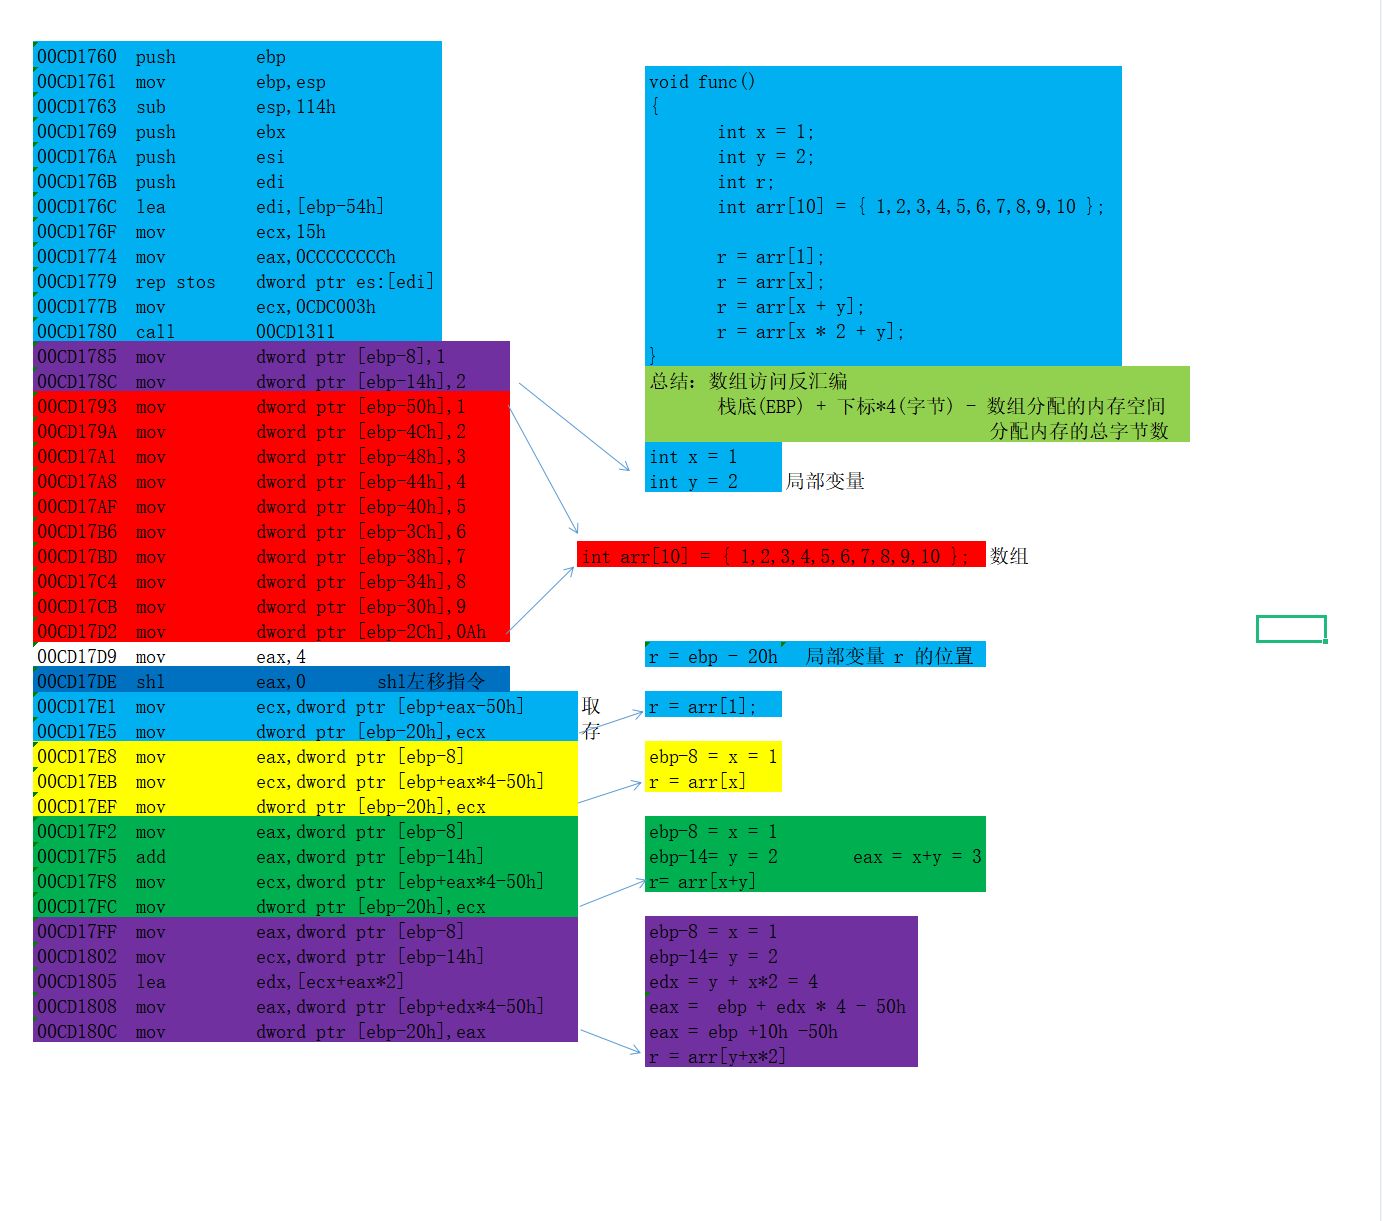 00CD1760 push ebp
00CD1761 mov ebp,esp
00CD1763 sub esp,114h
00CD1769 push ebx
00CD176A push esi
00CD176B push edi
00CD176C lea edi,[ebp-54h]
00CD176F mov ecx,15h
00CD1774 mov eax,0CCCCCCCCh
00CD1779 rep stos dword ptr es:[edi]
00CD177B mov ecx,0CDC003h
00CD1780 call 00CD1311
00CD1785 mov dword ptr [ebp-8],1
00CD178C mov dword ptr [ebp-14h],2
00CD1793 mov dword ptr [ebp-50h],1
00CD179A mov dword ptr [ebp-4Ch],2
00CD17A1 mov dword ptr [ebp-48h],3
00CD17A8 mov dword ptr [ebp-44h],4
00CD17AF mov dword ptr [ebp-40h],5
00CD17B6 mov dword ptr [ebp-3Ch],6
00CD17BD mov dword ptr [ebp-38h],7
00CD17C4 mov dword ptr [ebp-34h],8
00CD17CB mov dword ptr [ebp-30h],9
00CD17D2 mov dword ptr [ebp-2Ch],0Ah
00CD17D9 mov eax,4
00CD17DE shl eax,0 shl左移指令
00CD17E1 mov ecx,dword ptr [ebp+eax-50h] 取
00CD17E5 mov dword ptr [ebp-20h],ecx 存
00CD17E8 mov eax,dword ptr [ebp-8]
00CD17EB mov ecx,dword ptr [ebp+eax*4-50h]
00CD17EF mov dword ptr [ebp-20h],ecx
00CD17F2 mov eax,dword ptr [ebp-8]
00CD17F5 add eax,dword ptr [ebp-14h]
00CD17F8 mov ecx,dword ptr [ebp+eax*4-50h]
00CD17FC mov dword ptr [ebp-20h],ecx
00CD17FF mov eax,dword ptr [ebp-8]
00CD1802 mov ecx,dword ptr [ebp-14h]
00CD1805 lea edx,[ecx+eax*2]
00CD1808 mov eax,dword ptr [ebp+edx*4-50h]
00CD180C mov dword ptr [ebp-20h],eax
void func()
{
int x = 1;
int y = 2;
int r;
int arr[10] = { 1,2,3,4,5,6,7,8,9,10 };
r = arr[1];
r = arr[x];
r = arr[x + y];
r = arr[x * 2 + y];
}
总结：数组访问反汇编
栈底(EBP) + 下标*4(字节) - 数组分配的内存空间
分配内存的总字节数
int x = 1
int y = 2 局部变量
int arr[10] = { 1,2,3,4,5,6,7,8,9,10 }; 数组
r = ebp - 20h 局部变量 r 的位置
r = arr[1];
ebp-8 = x = 1
r = arr[x]
ebp-8 = x = 1
ebp-14= y = 2 eax = x+y = 3
r= arr[x+y]
ebp-8 = x = 1
ebp-14= y = 2
edx = y + x*2 = 4
eax = ebp + edx * 4 - 50h
eax = ebp +10h -50h
r = arr[y+x*2]